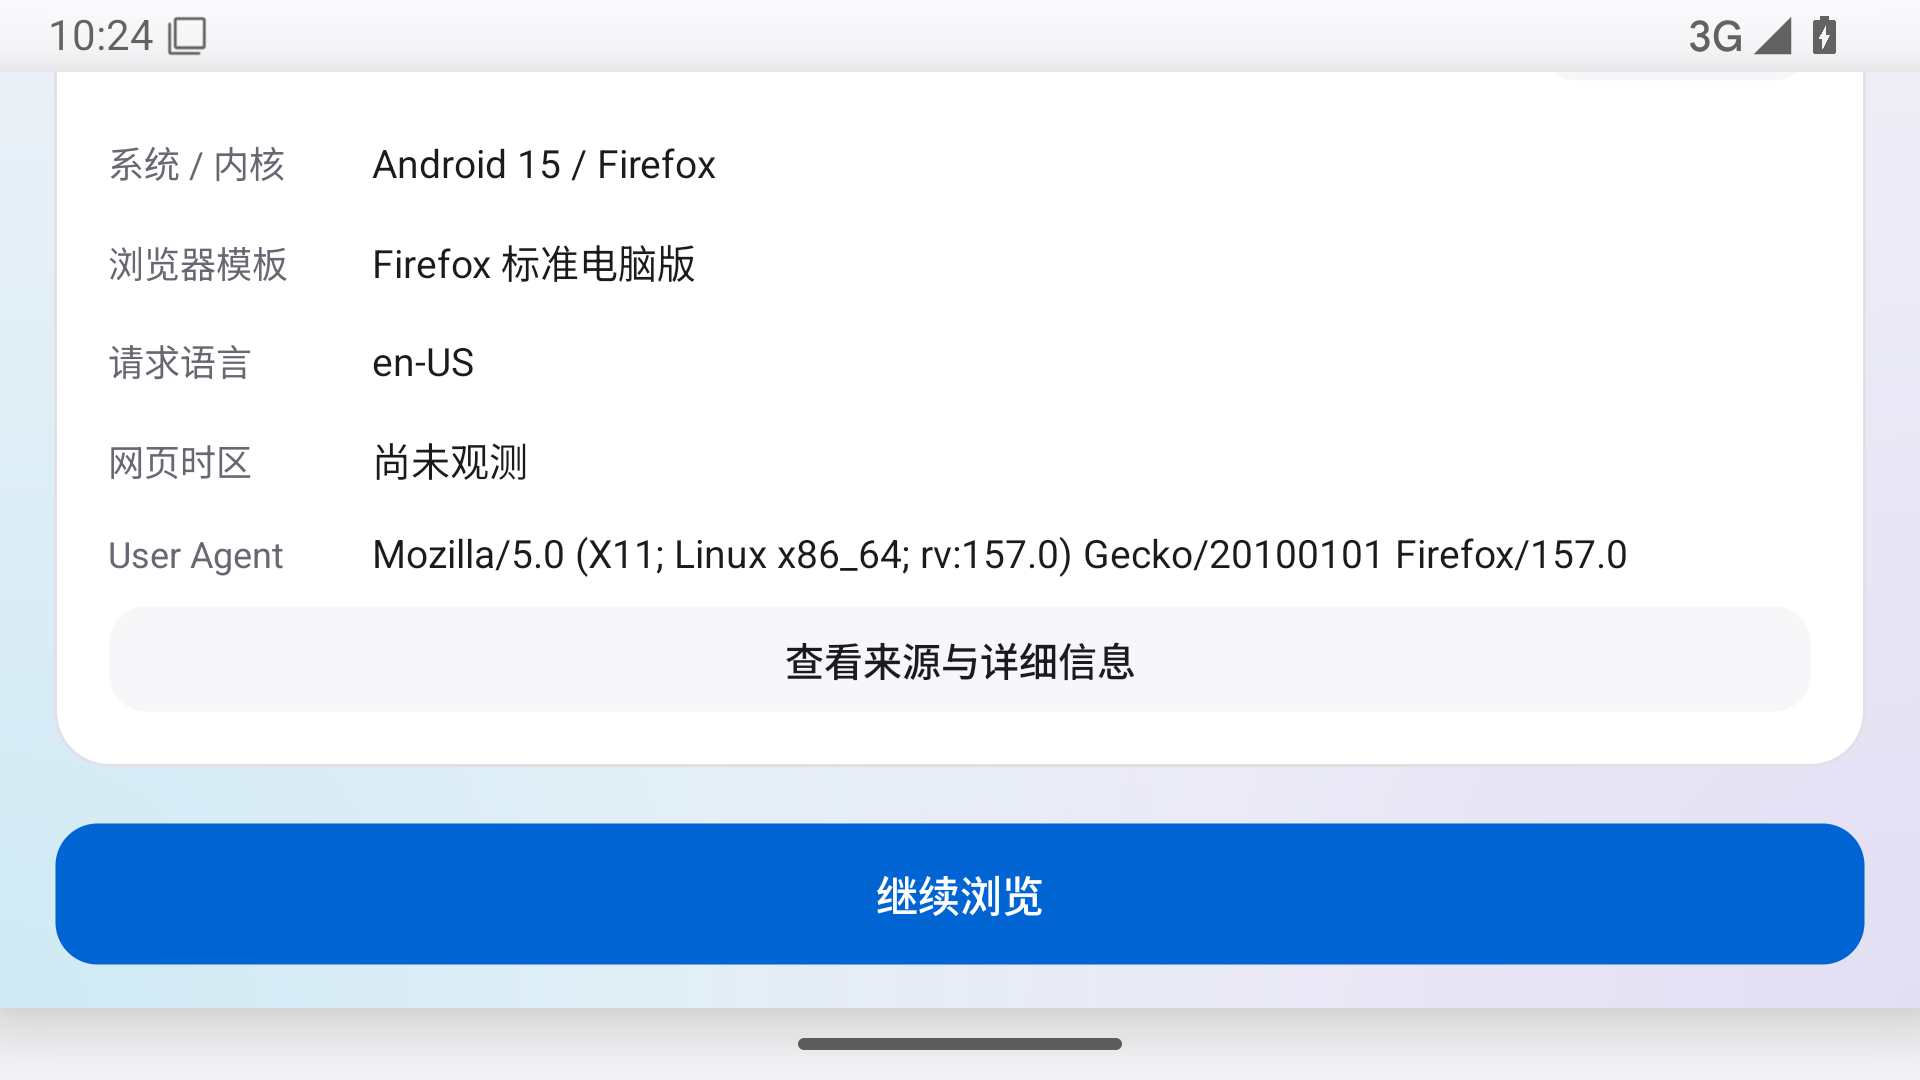 10:24
3G
系统 / 内核 Android 15 / Firefox
浏览器模板 Firefox 标准电脑版
请求语言 en-US
网页时区 尚未观测
User Agent Mozilla/5.0 (X11; Linux x86_64; rv:157.0) Gecko/20100101 Firefox/157.0
查看来源与详细信息
继续浏览